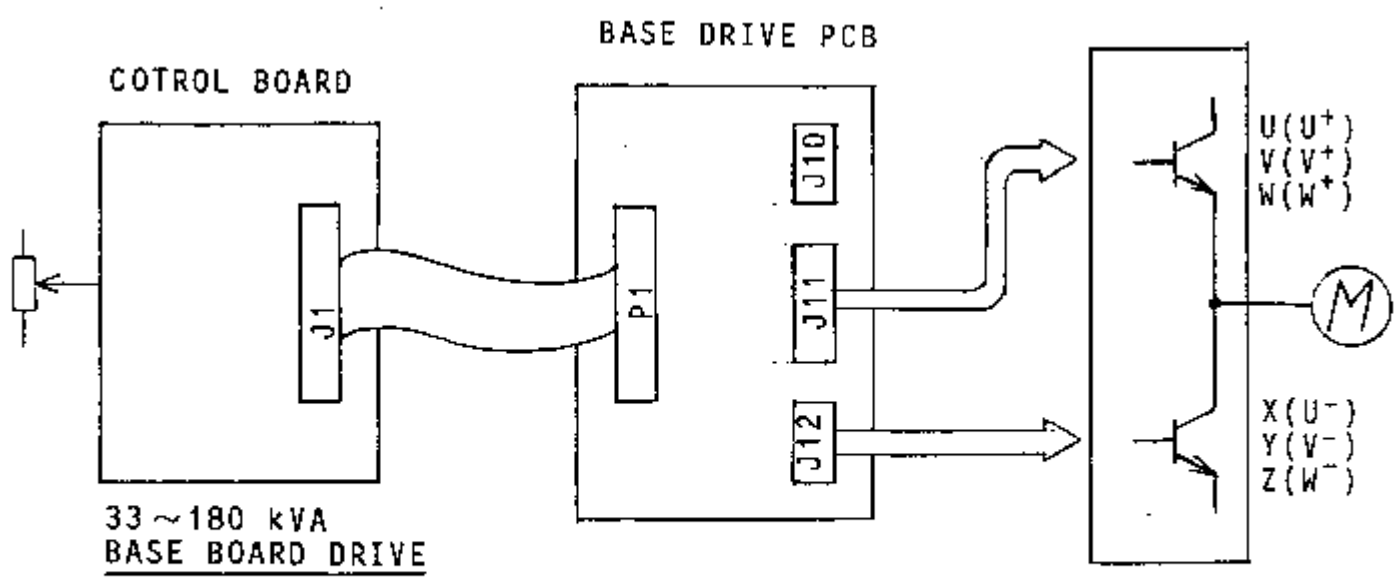 BASE DRIVE PCB
COTROL BOARD
J1
P1
J10
J11
J12
U(U⁺)
V(V⁺)
W(W⁺)
M
X(U⁻)
Y(V⁻)
Z(W⁻)
33~180 kVA
BASE BOARD DRIVE